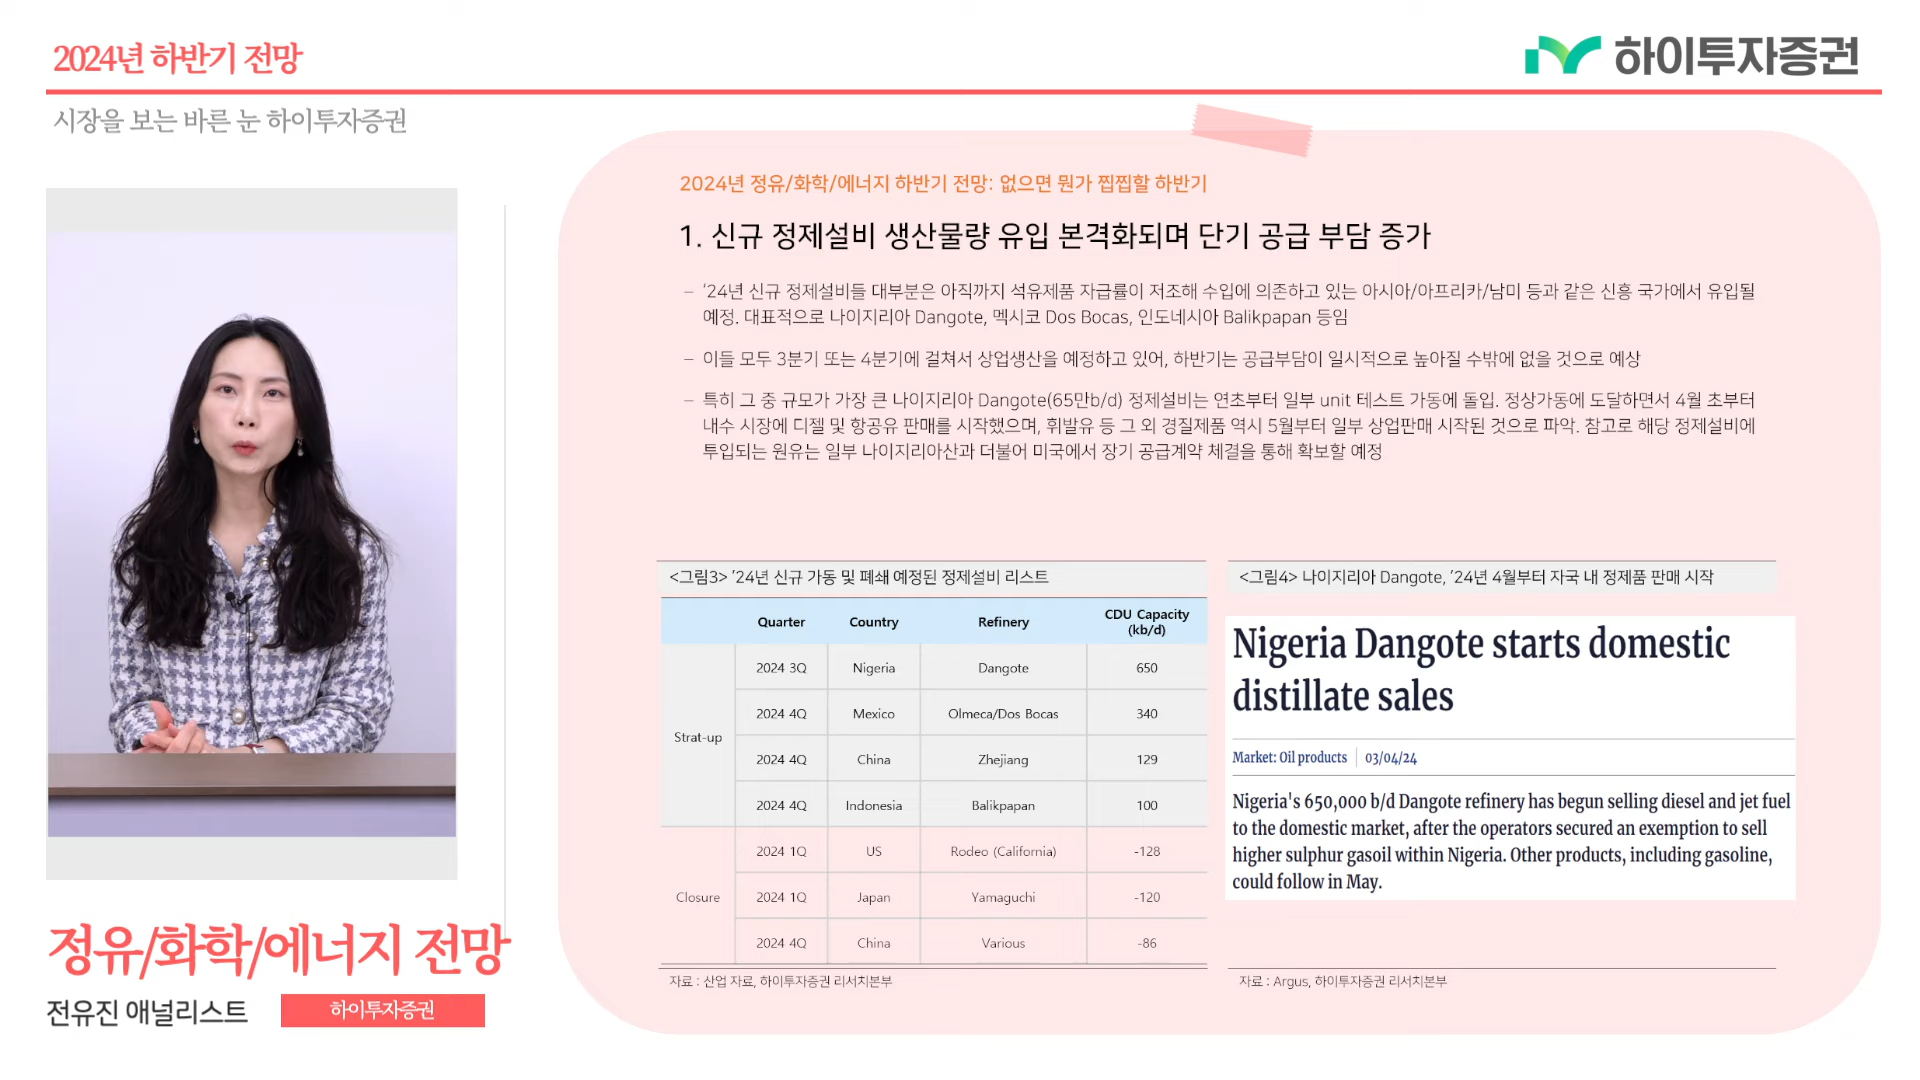 2024년 하반기 전망
하이투자증권
시장을 보는 바른 눈 하이투자증권
2024년 정유/화학/에너지 하반기 전망: 없으면 뭔가 찝찝할 하반기
1. 신규 정제설비 생산물량 유입 본격화되며 단기 공급 부담 증가
– ‘24년 신규 정제설비들 대부분은 아직까지 석유제품 자급률이 저조해 수입에 의존하고 있는 아시아/아프리카/남미 등과 같은 신흥 국가에서 유입될
예정. 대표적으로 나이지리아 Dangote, 멕시코 Dos Bocas, 인도네시아 Balikpapan 등임
– 이들 모두 3분기 또는 4분기에 걸쳐서 상업생산을 예정하고 있어, 하반기는 공급부담이 일시적으로 높아질 수밖에 없을 것으로 예상
– 특히 그 중 규모가 가장 큰 나이지리아 Dangote(65만b/d) 정제설비는 연초부터 일부 unit 테스트 가동에 돌입. 정상가동에 도달하면서 4월 초부터
내수 시장에 디젤 및 항공유 판매를 시작했으며, 휘발유 등 그 외 경질제품 역시 5월부터 일부 상업판매 시작된 것으로 파악. 참고로 해당 정제설비에
투입되는 원유는 일부 나이지리아산과 더불어 미국에서 장기 공급계약 체결을 통해 확보할 예정
<그림3> ’24년 신규 가동 및 폐쇄 예정된 정제설비 리스트
Quarter Country Refinery CDU Capacity
(kb/d)
Strat-up
2024 3Q Nigeria Dangote 650
2024 4Q Mexico Olmeca/Dos Bocas 340
2024 4Q China Zhejiang 129
2024 4Q Indonesia Balikpapan 100
Closure
2024 1Q US Rodeo (California) -128
2024 1Q Japan Yamaguchi -120
2024 4Q China Various -86
자료 : 산업 자료, 하이투자증권 리서치본부
<그림4> 나이지리아 Dangote, ’24년 4월부터 자국 내 정제품 판매 시작
Nigeria Dangote starts domestic
distillate sales
Market: Oil products 03/04/24
Nigeria's 650,000 b/d Dangote refinery has begun selling diesel and jet fuel
to the domestic market, after the operators secured an exemption to sell
higher sulphur gasoil within Nigeria. Other products, including gasoline,
could follow in May.
자료 : Argus, 하이투자증권 리서치본부
정유/화학/에너지 전망
전유진 애널리스트
하이투자증권